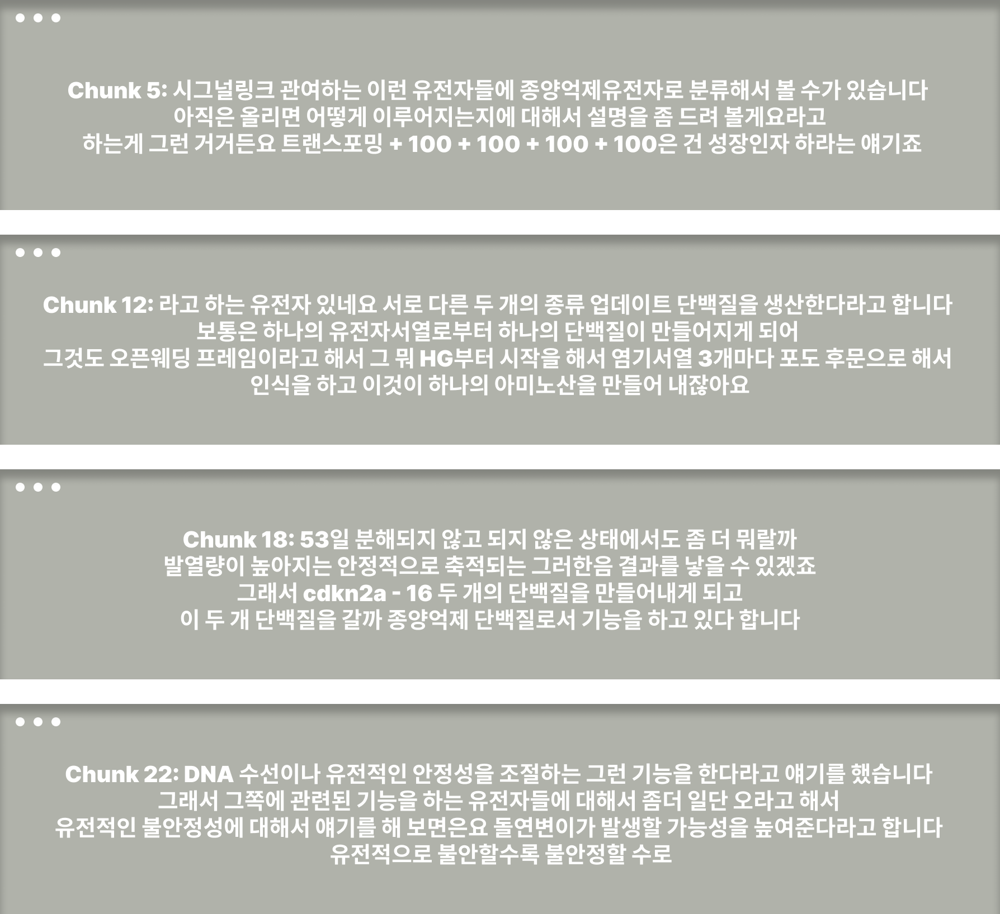 Chunk 5: 시그널링크 관여하는 이런 유전자들에 종양억제유전자로 분류해서 볼 수가 있습니다
아직은 올리면 어떻게 이루어지는지에 대해서 설명을 좀 드려 볼게요라고
하는게 그런 거거든요 트랜스포밍 + 100 + 100 + 100 + 100은 건 성장인자 하라는 얘기죠
Chunk 12: 라고 하는 유전자 있네요 서로 다른 두 개의 종류 업데이트 단백질을 생산한다라고 합니다
보통은 하나의 유전자서열로부터 하나의 단백질이 만들어지게 되어
그것도 오픈웨딩 프레임이라고 해서 그 뭐 HG부터 시작을 해서 염기서열 3개마다 포도 후문으로 해서
인식을 하고 이것이 하나의 아미노산을 만들어 내잖아요
Chunk 18: 53일 분해되지 않고 되지 않은 상태에서도 좀 더 뭐랄까
발열량이 높아지는 안정적으로 축적되는 그러한음 결과를 낳을 수 있겠죠
그래서 cdkn2a - 16 두 개의 단백질을 만들어내게 되고
이 두 개 단백질을 갈까 종양억제 단백질로서 기능을 하고 있다 합니다
Chunk 22: DNA 수선이나 유전적인 안정성을 조절하는 그런 기능을 한다라고 얘기를 했습니다
그래서 그쪽에 관련된 기능을 하는 유전자들에 대해서 좀더 일단 오라고 해서
유전적인 불안정성에 대해서 얘기를 해 보면은요 돌연변이가 발생할 가능성을 높여준다라고 합니다
유전적으로 불안할수록 불안정할 수로